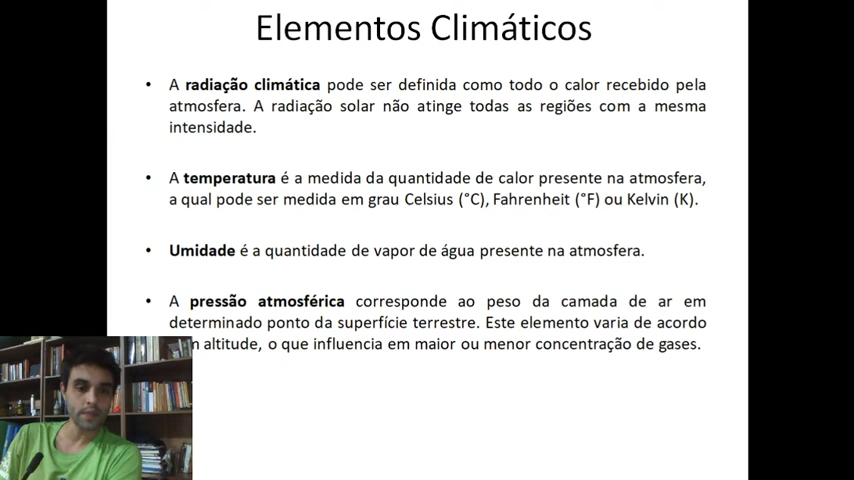 Elementos Climáticos
• A radiação climática pode ser definida como todo o calor recebido pela
atmosfera. A radiação solar não atinge todas as regiões com a mesma
intensidade.
• A temperatura é a medida da quantidade de calor presente na atmosfera,
a qual pode ser medida em grau Celsius (°C), Fahrenheit (°F) ou Kelvin (K).
• Umidade é a quantidade de vapor de água presente na atmosfera.
• A pressão atmosférica corresponde ao peso da camada de ar em
determinado ponto da superfície terrestre. Este elemento varia de acordo
altitude, o que influencia em maior ou menor concentração de gases.